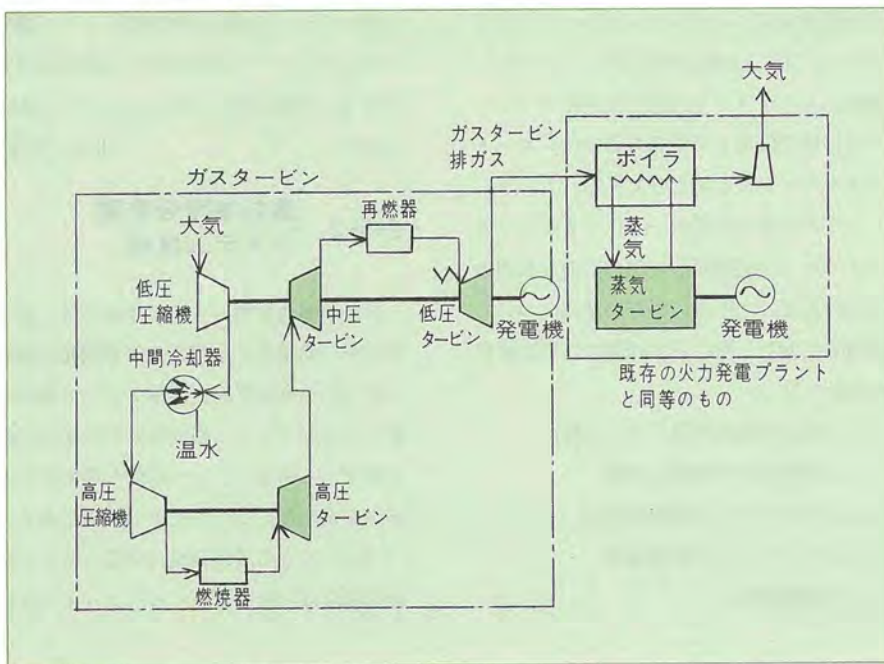 大気
ガスタービン
排ガス
ボイラ
ガスタービン
大気
再燃器
蒸気
蒸気
タービン
低圧
圧縮機
中圧
タービン
低圧
タービン
発電機
発電機
中間冷却器
既存の火力発電プラント
と同等のもの
温水
高圧
圧縮機
高圧
タービン
燃焼器